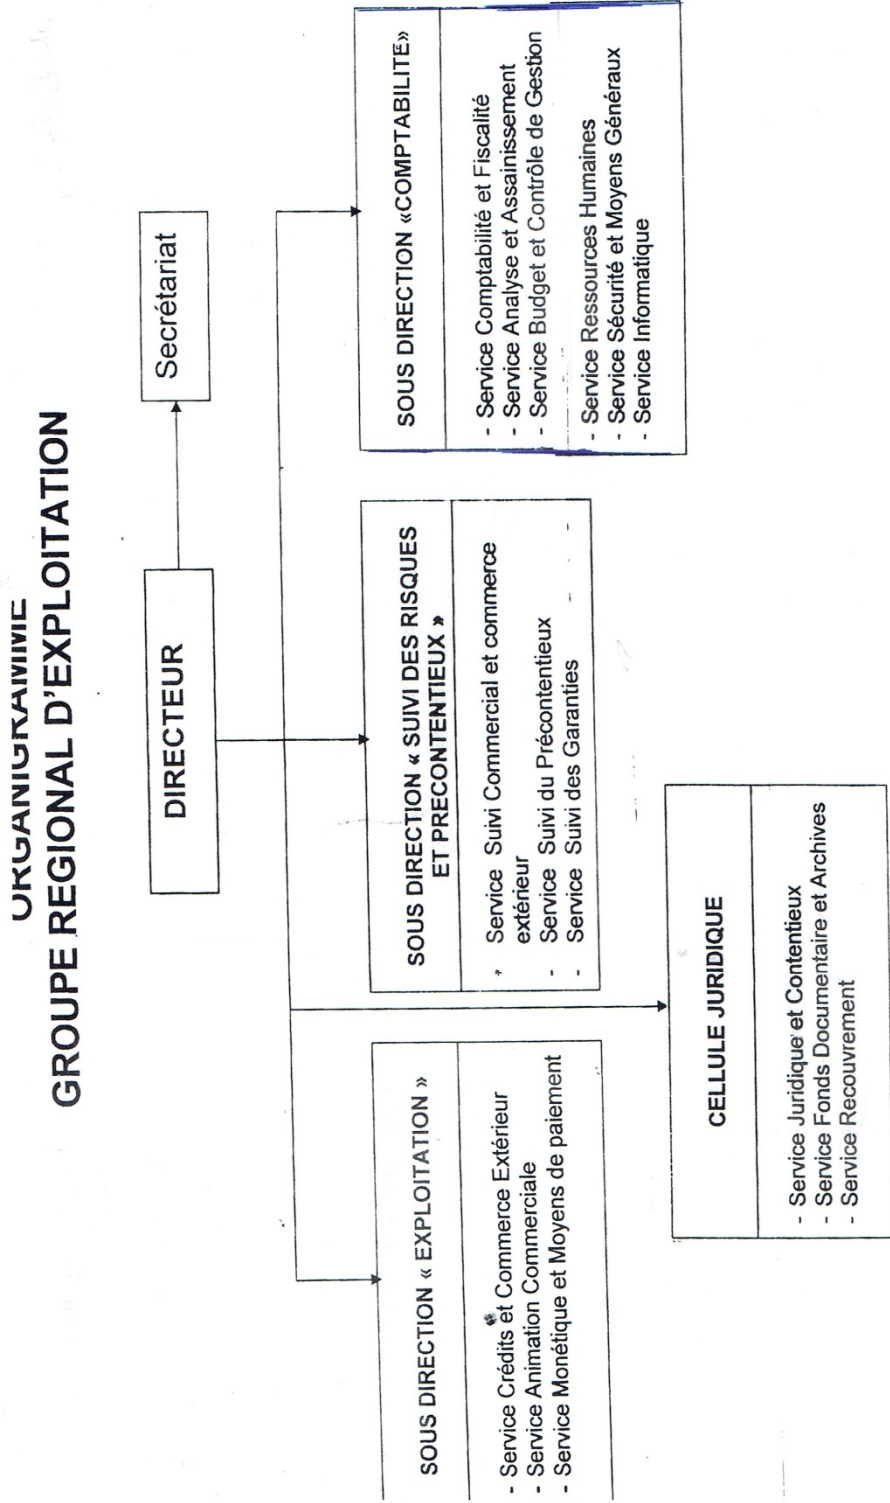 ORGANIGRAMME
GROUPE REGIONAL D'EXPLOITATION
DIRECTEUR
Secrétariat
SOUS DIRECTION « EXPLOITATION »
- Service Crédits et Commerce Extérieur
- Service Animation Commerciale
- Service Monétique et Moyens de paiement
SOUS DIRECTION « SUIVI DES RISQUES
ET PRECONTENTIEUX »
- Service Suivi Commercial et commerce
extérieur
- Service Suivi du Précontentieux
- Service Suivi des Garanties
SOUS DIRECTION «COMPTABILITE»
- Service Comptabilité et Fiscalité
- Service Analyse et Assainissement
- Service Budget et Contrôle de Gestion
- Service Ressources Humaines
- Service Sécurité et Moyens Généraux
- Service Informatique
CELLULE JURIDIQUE
- Service Juridique et Contentieux
- Service Fonds Documentaire et Archives
- Service Recouvrement